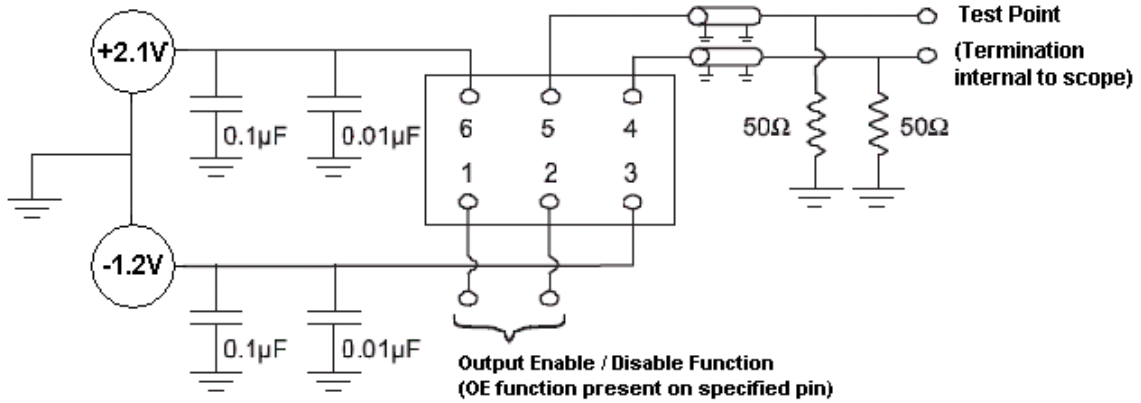 Test Point
(Termination
internal to scope)
+2.1V
0.1µF
0.01µF
6 5 4
1 2 3
50Ω
50Ω
-1.2V
0.1µF
0.01µF
Output Enable / Disable Function
(OE function present on specified pin)